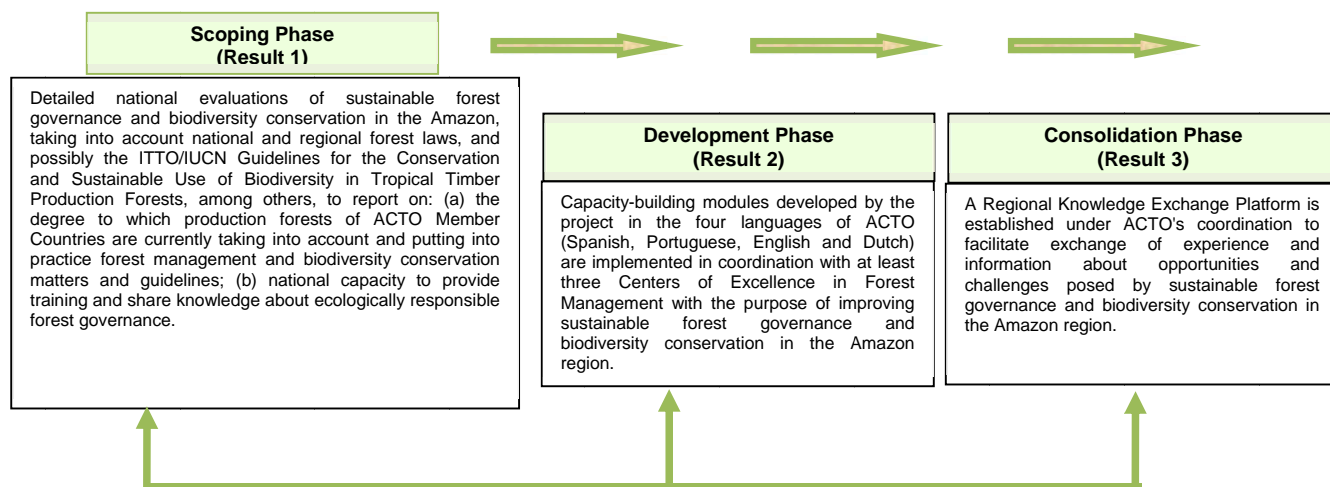 Scoping Phase
(Result 1)
Detailed national evaluations of sustainable forest
governance and biodiversity conservation in the Amazon,
taking into account national and regional forest laws, and
possibly the ITTO/IUCN Guidelines for the Conservation
and Sustainable Use of Biodiversity in Tropical Timber
Production Forests, among others, to report on: (a) the
degree to which production forests of ACTO Member
Countries are currently taking into account and putting into
practice forest management and biodiversity conservation
matters and guidelines; (b) national capacity to provide
training and share knowledge about ecologically responsible
forest governance.
Development Phase
(Result 2)
Capacity-building modules developed by the
project in the four languages of ACTO
(Spanish, Portuguese, English and Dutch)
are implemented in coordination with at least
three Centers of Excellence in Forest
Management with the purpose of improving
sustainable forest governance and
biodiversity conservation in the Amazon
region.
Consolidation Phase
(Result 3)
A Regional Knowledge Exchange Platform is
established under ACTO's coordination to
facilitate exchange of experience and
information about opportunities and
challenges posed by sustainable forest
governance and biodiversity conservation in
the Amazon region.